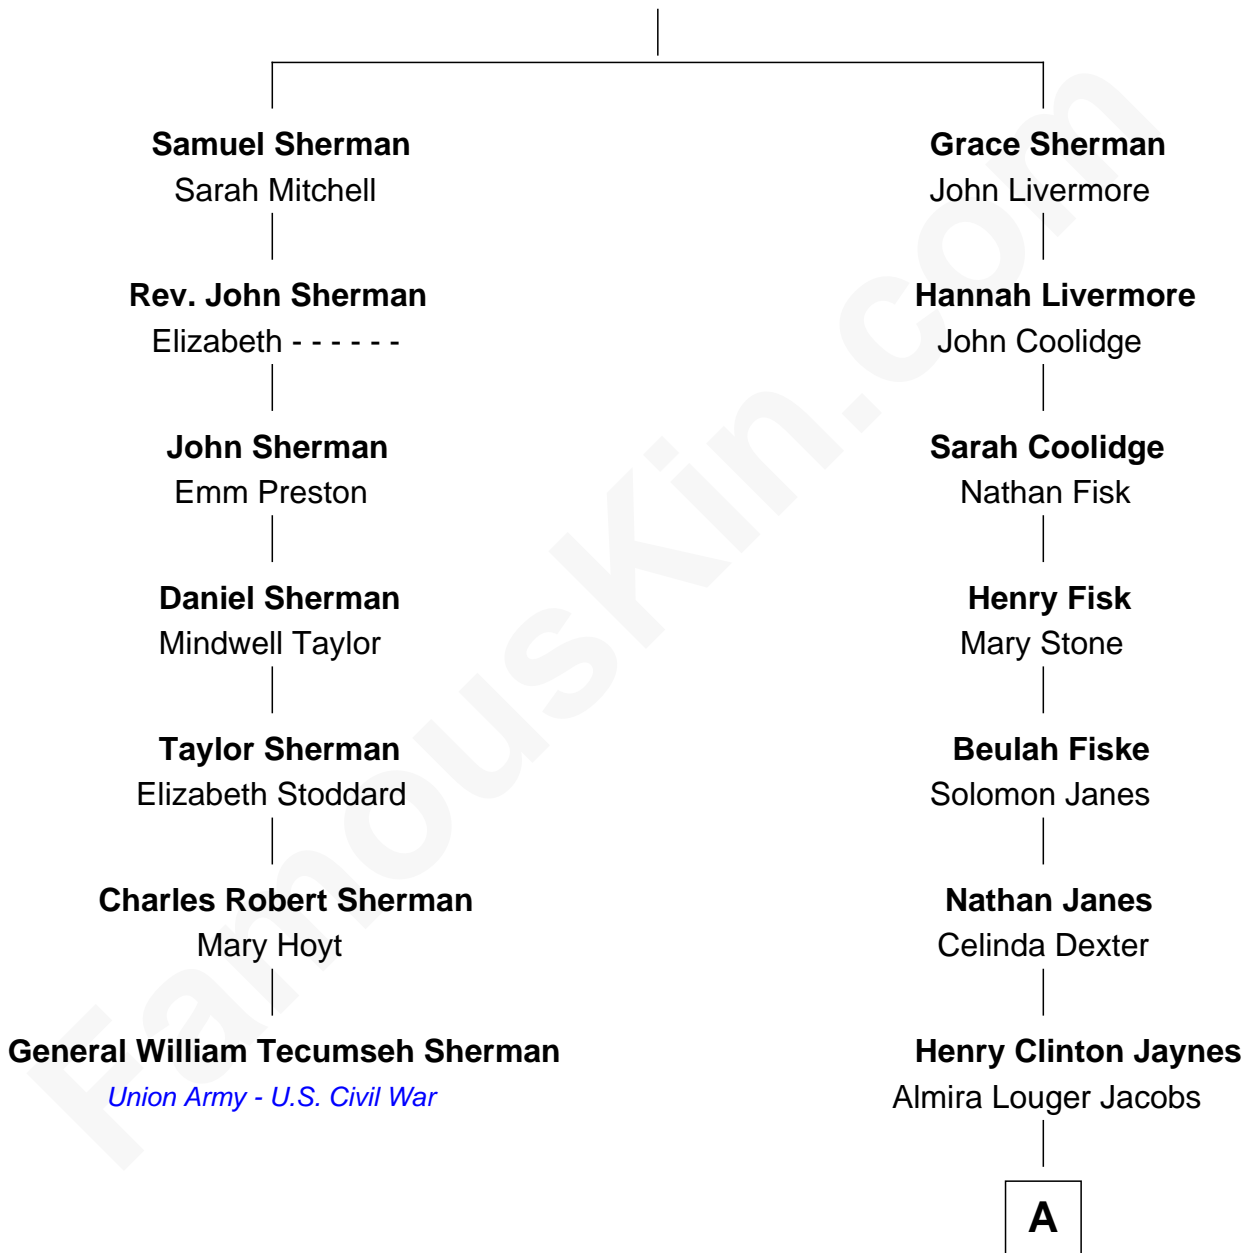 Samuel Sherman
Sarah Mitchell
Rev. John Sherman
Elizabeth - - - - - -
John Sherman
Emm Preston
Daniel Sherman
Mindwell Taylor
Taylor Sherman
Elizabeth Stoddard
Charles Robert Sherman
Mary Hoyt
General William Tecumseh Sherman
Union Army - U.S. Civil War
Grace Sherman
John Livermore
Hannah Livermore
John Coolidge
Sarah Coolidge
Nathan Fisk
Henry Fisk
Mary Stone
Beulah Fiske
Solomon Janes
Nathan Janes
Celinda Dexter
Henry Clinton Jaynes
Almira Louger Jacobs
A
FamousKin.com